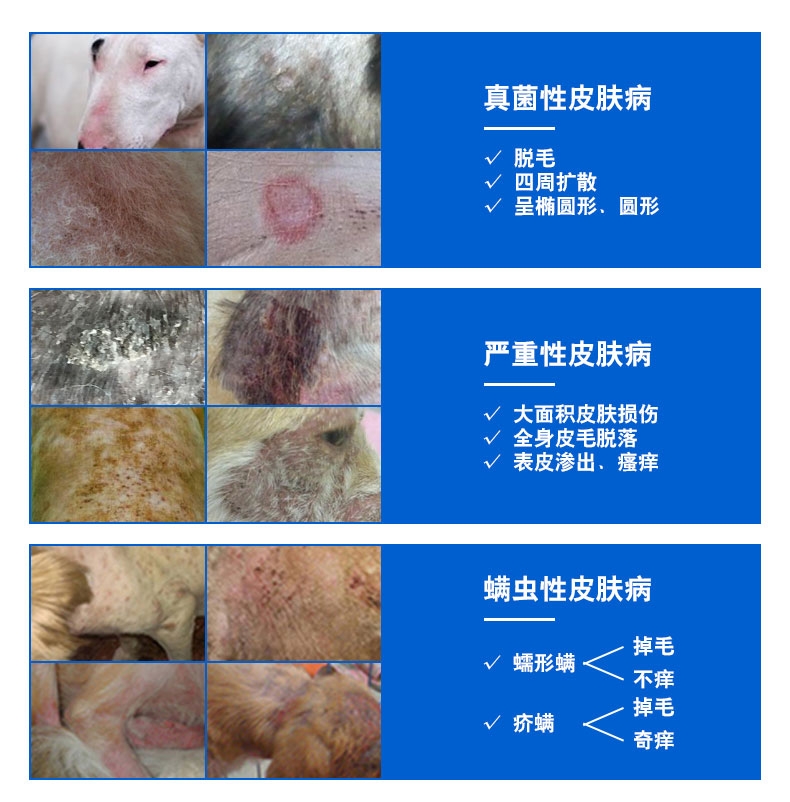 真菌性皮肤病
✓ 脱毛
✓ 四周扩散
✓ 呈椭圆形、圆形
严重性皮肤病
✓ 大面积皮肤损伤
✓ 全身皮毛脱落
✓ 表皮渗出、瘙痒
螨虫性皮肤病
掉毛
✓ 蠕形螨
不痒
掉毛
✓ 疥螨
奇痒